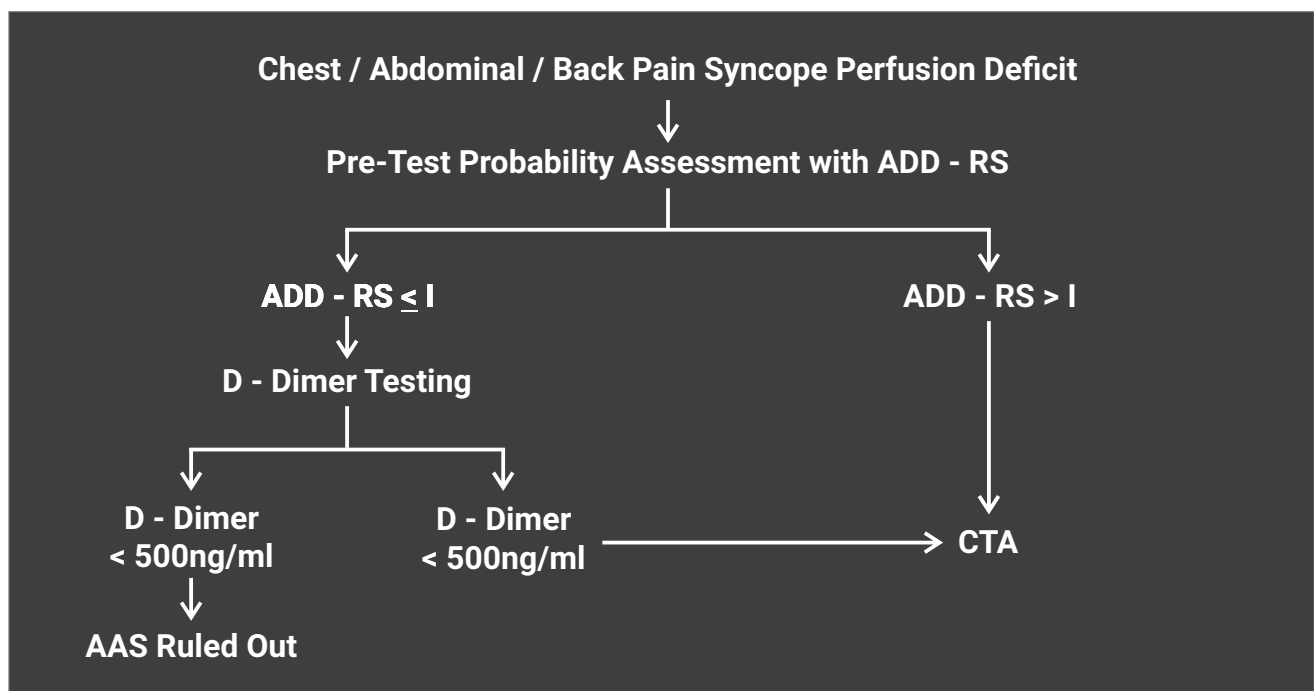 Chest / Abdominal / Back Pain Syncope Perfusion Deficit
Pre-Test Probability Assessment with ADD - RS
ADD - RS ≤ I
ADD - RS > I
D - Dimer Testing
D - Dimer
< 500ng/ml
D - Dimer
< 500ng/ml
CTA
AAS Ruled Out